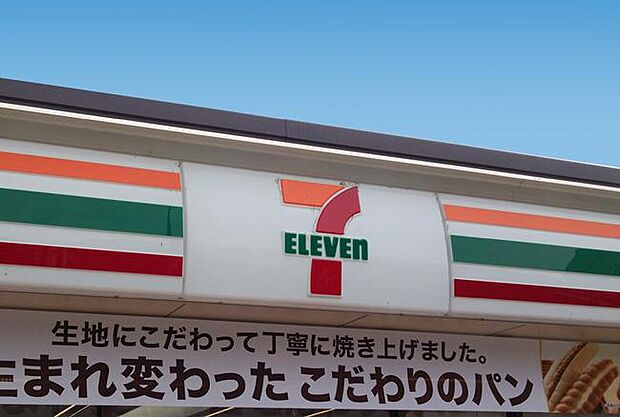 7
ELEVEn
生地にこだわって丁寧に焼き上げました。
生まれ変わったこだわりのパン